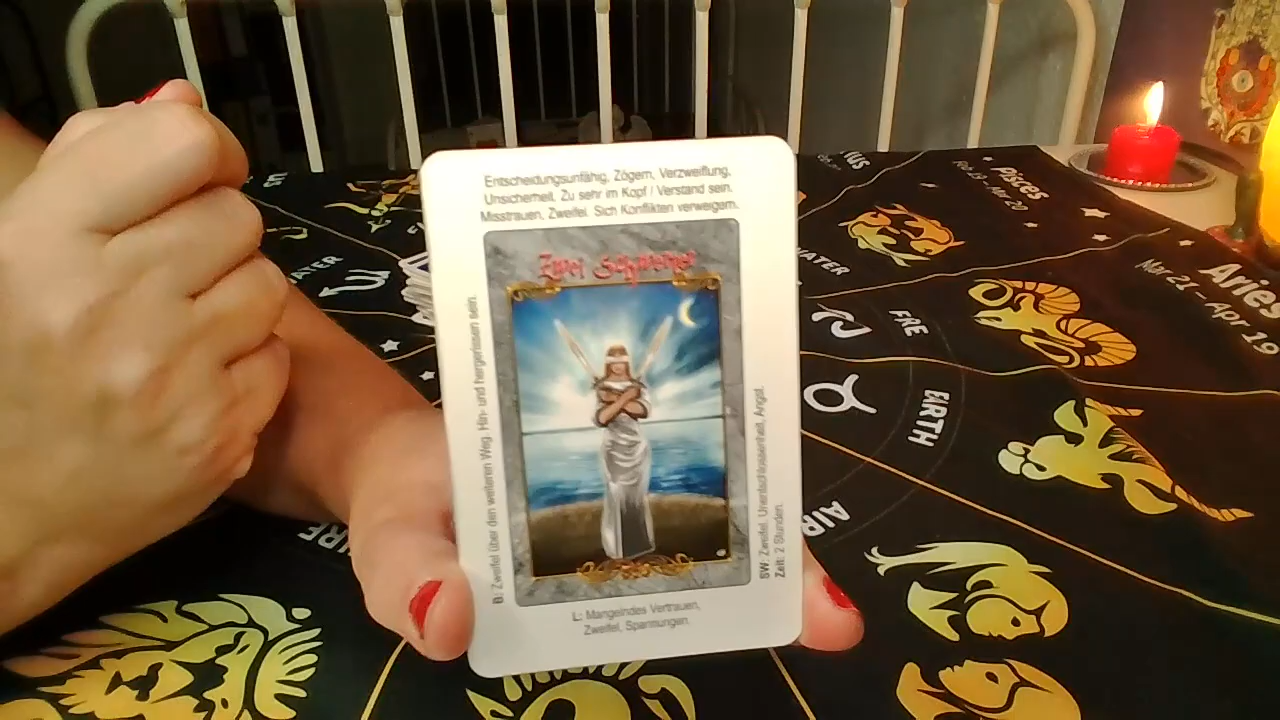 Entscheidungsunfähig, Zögern, Verzweiflung,
Unsicherheit, Zu sehr im Kopf / Verstand sein.
Misstrauen, Zweifel. Sich Konflikten verweigern.
Zwei Schwerter
B: Zweifel über den weiteren Weg. Hin- und hergerissen sein.
SW: Zweifel. Unentschlossenheit, Angst.
Zeit: 2 Stunden.
L: Mangelndes Vertrauen,
Zweifel, Spannungen.
Pisces
Feb 19 - Mar 20
Aries
Mar 21 - Apr 19
WATER
WATER
FRE
EARTH
AIR